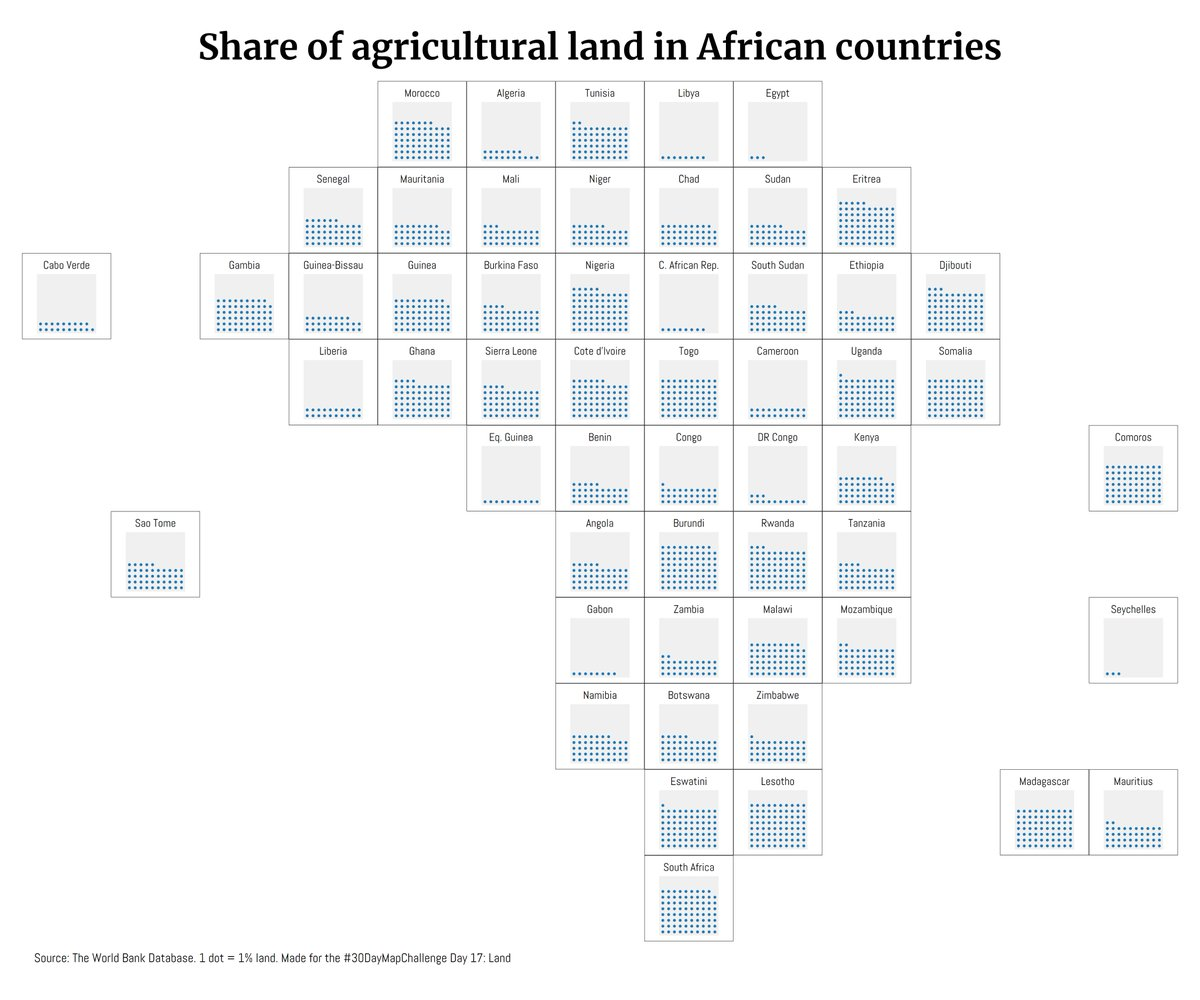 Share of agricultural land in African countries
Morocco Algeria Tunisia Libya Egypt
Senegal Mauritania Mali Niger Chad Sudan Eritrea
Cabo Verde Gambia Guinea-Bissau Guinea Burkina Faso Nigeria C. African Rep. South Sudan Ethiopia Djibouti
Liberia Ghana Sierra Leone Cote d'Ivoire Togo Cameroon Uganda Somalia
Eq. Guinea Benin Congo DR Congo Kenya Comoros
Sao Tome Angola Burundi Rwanda Tanzania
Gabon Zambia Malawi Mozambique Seychelles
Namibia Botswana Zimbabwe
Eswatini Lesotho Madagascar Mauritius
South Africa
Source: The World Bank Database. 1 dot = 1% land. Made for the #30DayMapChallenge Day 17: Land